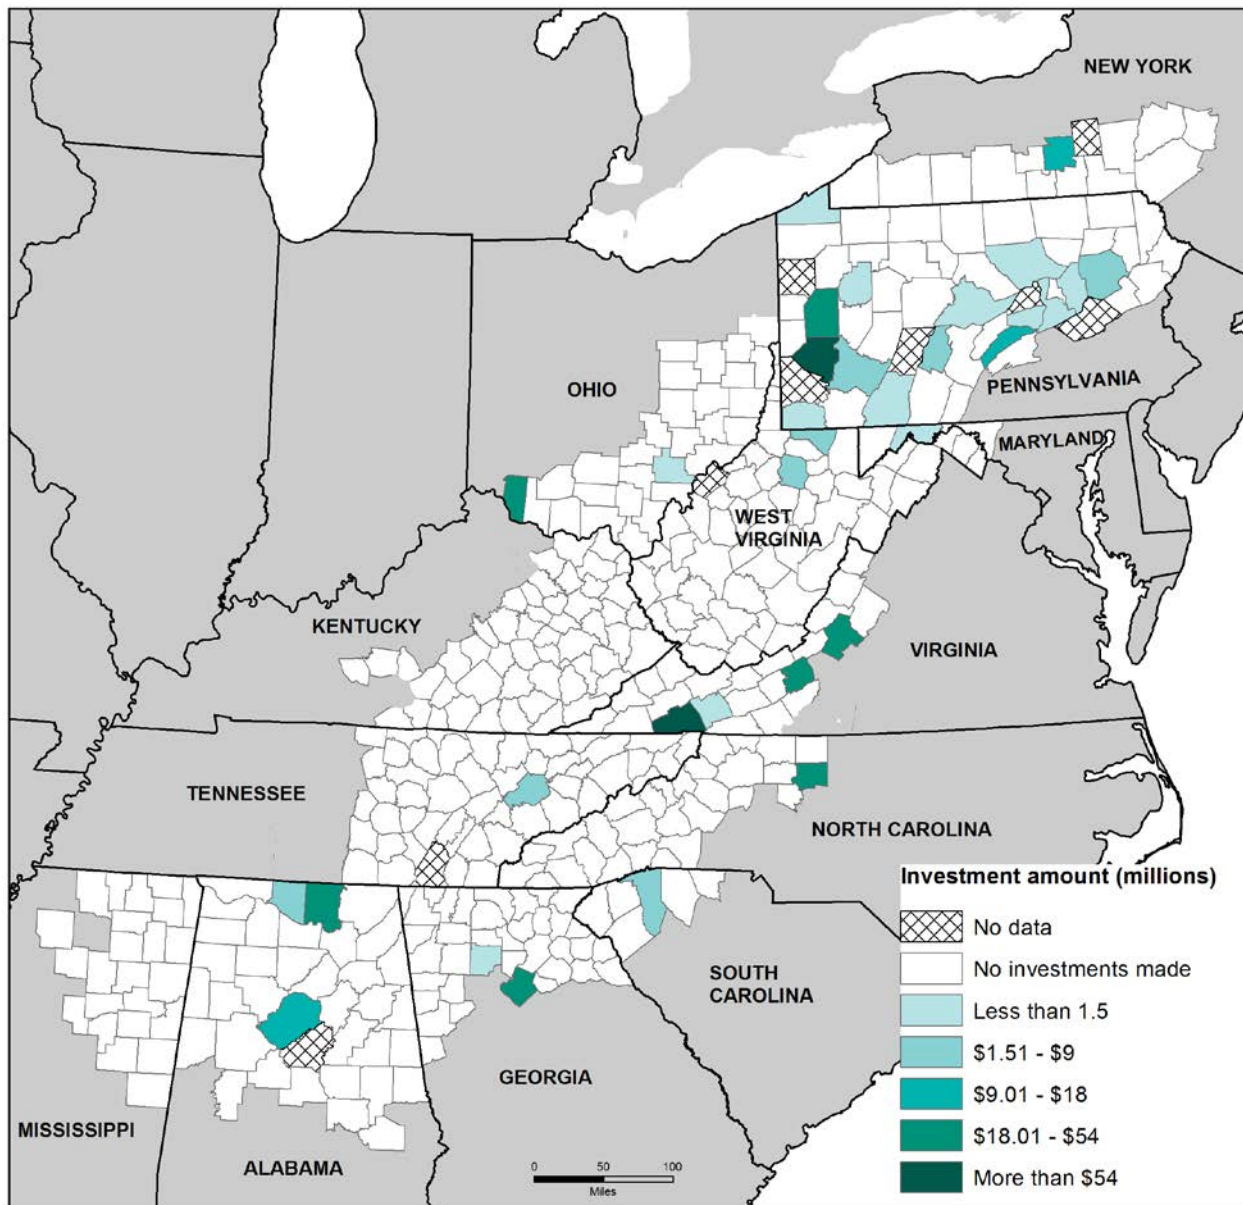 NEW YORK
PENNSYLVANIA
OHIO
MARYLAND
WEST
VIRGINIA
KENTUCKY
VIRGINIA
TENNESSEE
NORTH CAROLINA
SOUTH
CAROLINA
GEORGIA
MISSISSIPPI
ALABAMA
0 50 100
Miles
Investment amount (millions)
No data
No investments made
Less than 1.5
$1.51 - $9
$9.01 - $18
$18.01 - $54
More than $54